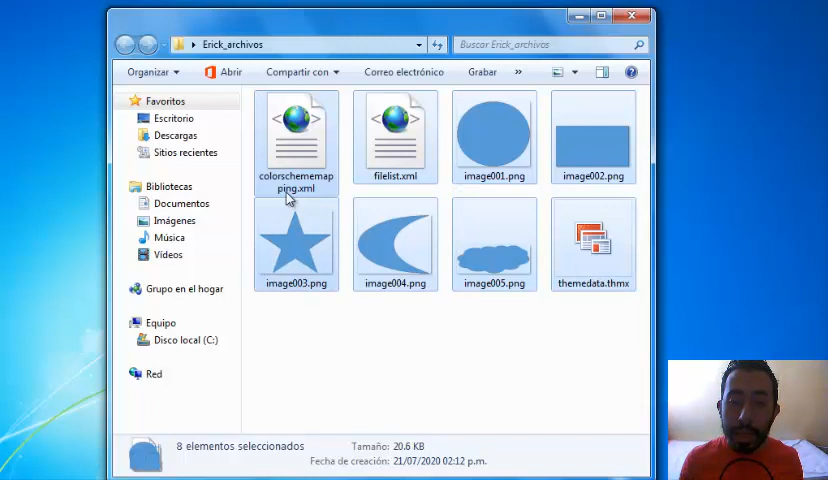 Erick_archivos
Buscar Erick_archivos
Organizar
Abrir
Compartir con
Correo electrónico
Grabar
»
Favoritos
Escritorio
Descargas
Sitios recientes
Bibliotecas
Documentos
Imágenes
Música
Vídeos
Grupo en el hogar
Equipo
Disco local (C:)
Red
colorschememap
ping.xml
filelist.xml
image001.png
image002.png
image003.png
image004.png
image005.png
themedata.thmx
8 elementos seleccionados
Tamaño: 20.6 KB
Fecha de creación: 21/07/2020 02:12 p.m.